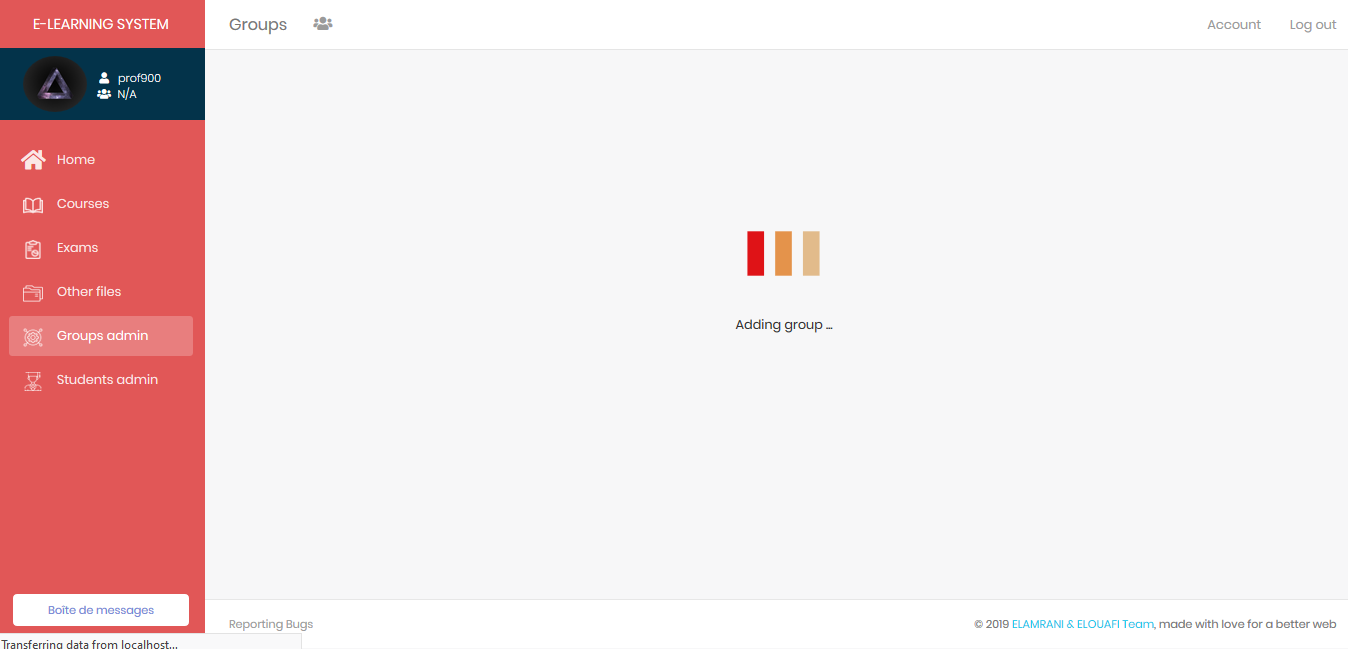 E-LEARNING SYSTEM
Groups
Account
Log out
prof900
N/A
Home
Courses
Exams
Other files
Groups admin
Students admin
Adding group ...
Boîte de messages
Reporting Bugs
© 2019 ELAMRANI & ELOUAFI Team, made with love for a better web
Transferring data from localhost...